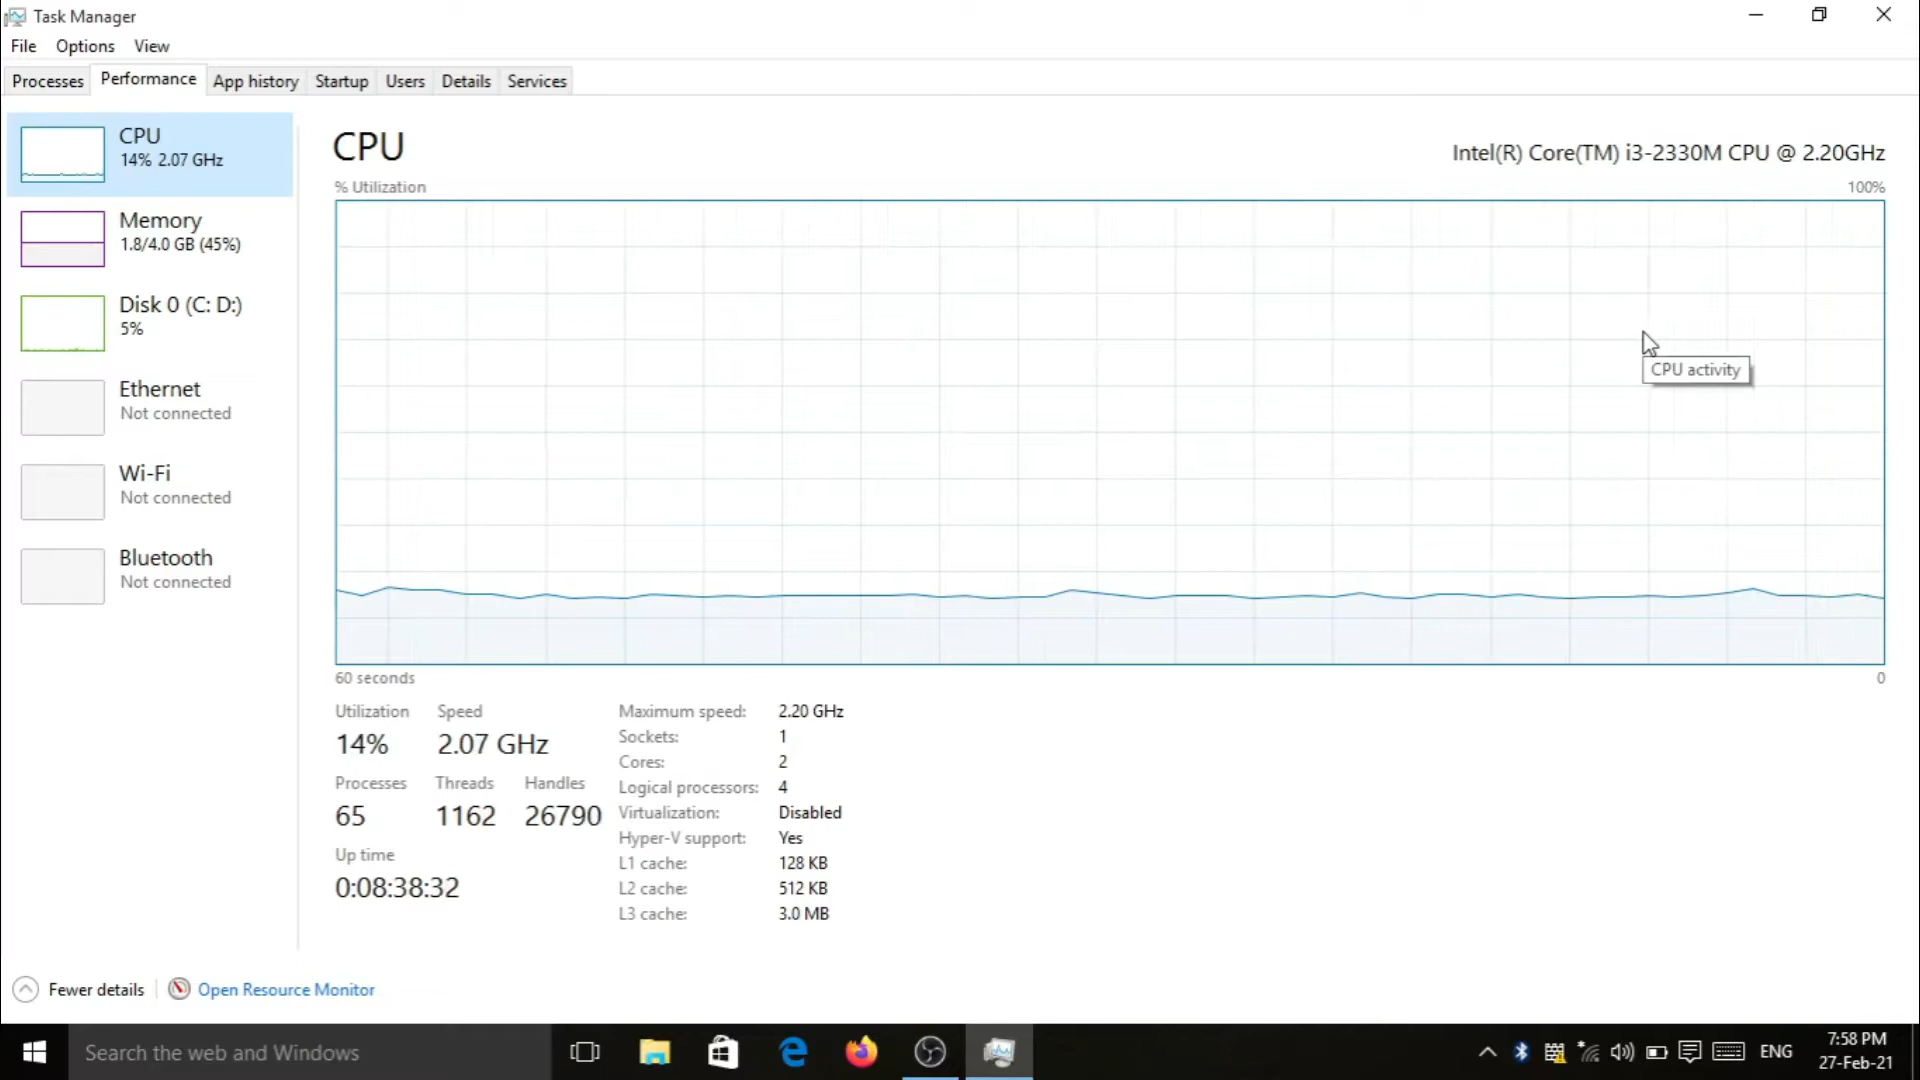 Task Manager
File Options View
Processes Performance App history Startup Users Details Services
CPU
14% 2.07 GHz
Memory
1.8/4.0 GB (45%)
Disk 0 (C: D:)
5%
Ethernet
Not connected
Wi-Fi
Not connected
Bluetooth
Not connected
CPU
Intel(R) Core(TM) i3-2330M CPU @ 2.20GHz
% Utilization 100%
CPU activity
60 seconds 0
Utilization Speed
14% 2.07 GHz
Processes Threads Handles
65 1162 26790
Up time
0:08:38:32
Maximum speed: 2.20 GHz
Sockets: 1
Cores: 2
Logical processors: 4
Virtualization: Disabled
Hyper-V support: Yes
L1 cache: 128 KB
L2 cache: 512 KB
L3 cache: 3.0 MB
Fewer details Open Resource Monitor
Search the web and Windows
ENG
7:58 PM
27-Feb-21